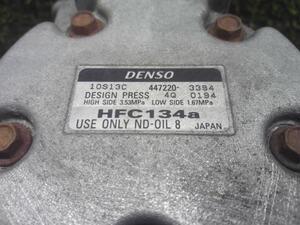 DENSO
10S13C 447220-3384
DESIGN PRESS 4Q 0194
HIGH SIDE 3.53MPa LOW SIDE 1.67MPa
HFC134a
USE ONLY ND-OIL 8 JAPAN